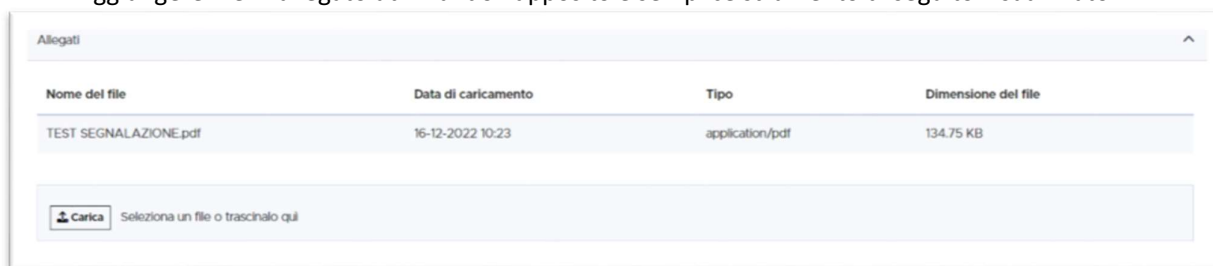 Allegati
Nome del file Data di caricamento Tipo Dimensione del file
TEST SEGNALAZIONE.pdf 16-12-2022 10:23 application/pdf 134.75 KB
Carica Seleziona un file o trascinalo qui